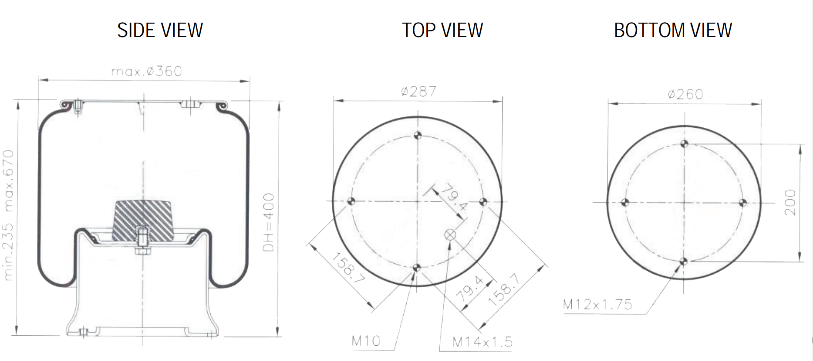 SIDE VIEW
TOP VIEW
BOTTOM VIEW
max.Ø360
Ø287
Ø260
min.235 max.670
DH=400
79.4
200
158.7
79.4
158.7
M12x1.75
M10
M14x1.5